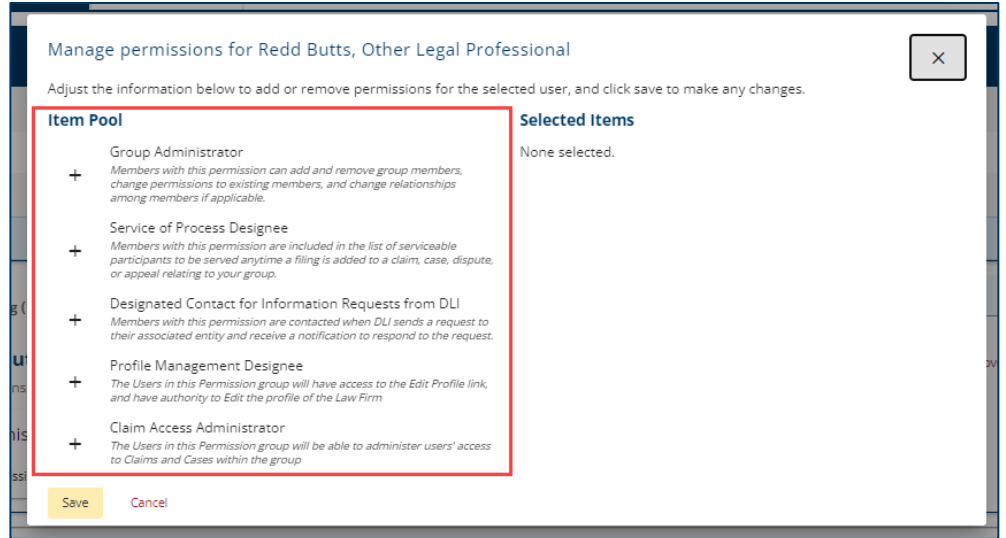 Manage permissions for Redd Butts, Other Legal Professional
Adjust the information below to add or remove permissions for the selected user, and click save to make any changes.
Item Pool
Group Administrator
Members with this permission can add and remove group members,
change permissions to existing members, and change relationships
among members if applicable.
Service of Process Designee
Members with this permission are included in the list of serviceable
participants to be served anytime a filing is added to a claim, case, dispute,
or appeal relating to your group.
Designated Contact for Information Requests from DLI
Members with this permission are contacted when DLI sends a request to
their associated entity and receive a notification to respond to the request.
Profile Management Designee
The Users in this Permission group will have access to the Edit Profile link,
and have authority to Edit the profile of the Law Firm
Claim Access Administrator
The Users in this Permission group will be able to administer users' access
to Claims and Cases within the group
Selected Items
None selected.
Save Cancel